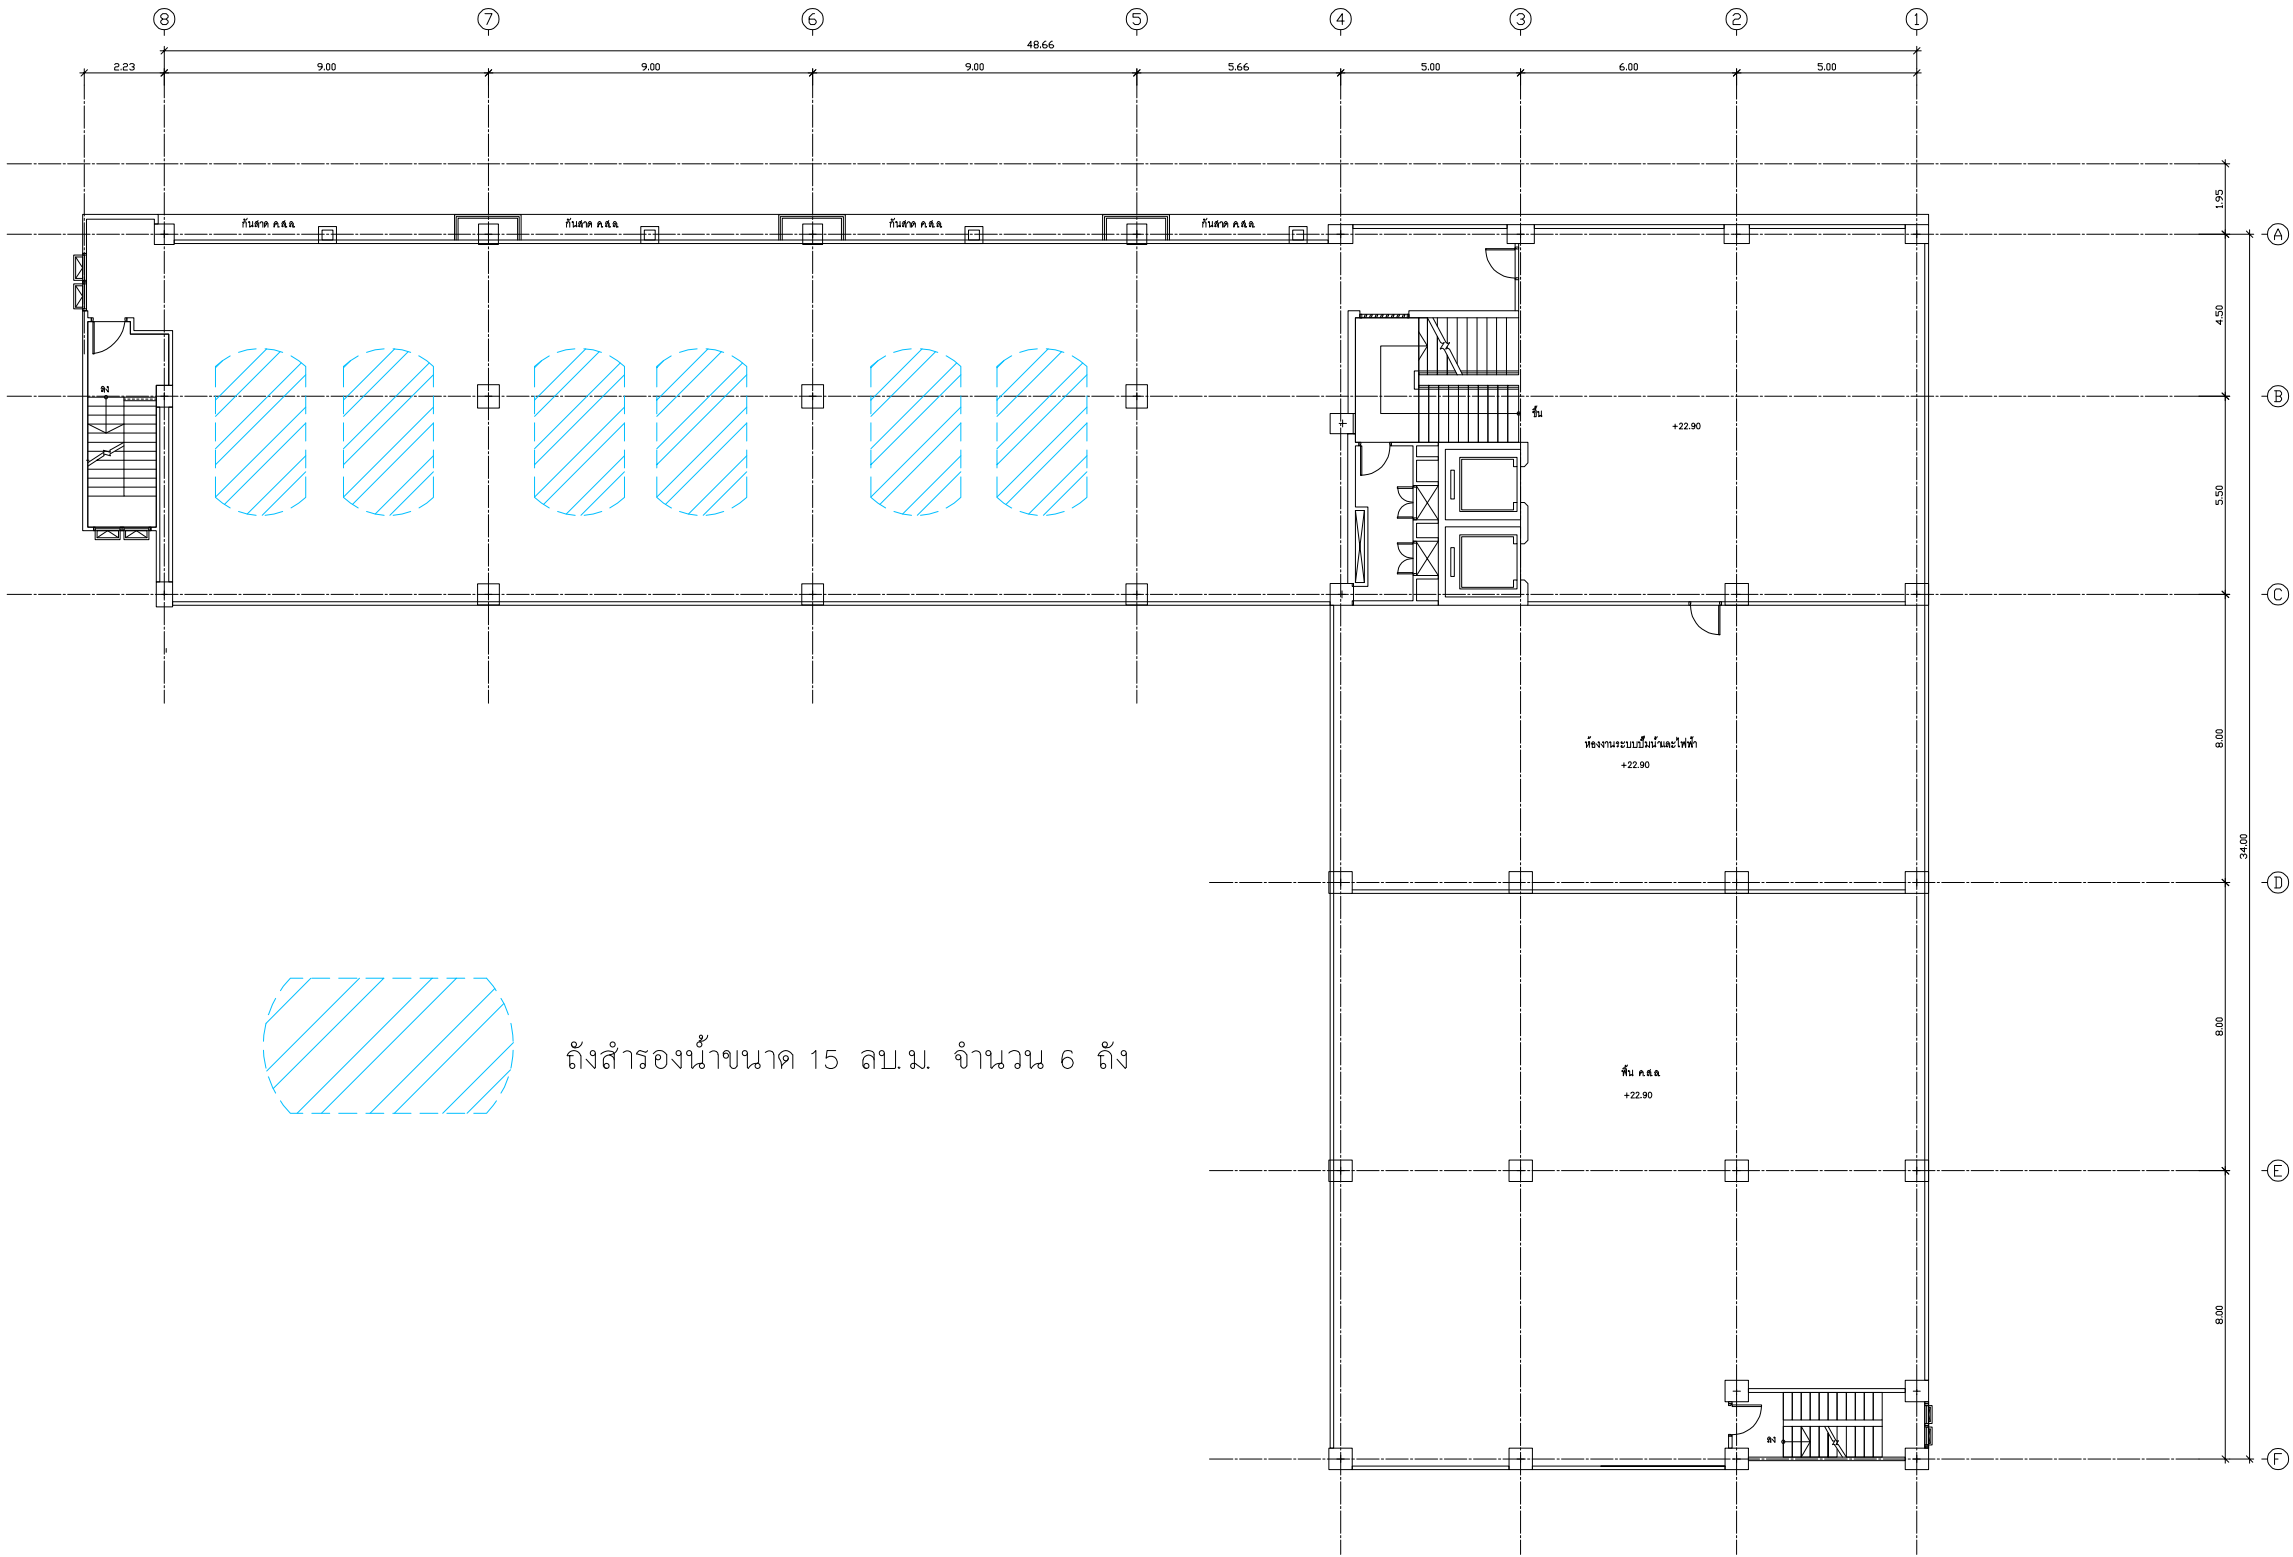 8 7 6 5 4 3 2 1
48.66
2.23 9.00 9.00 9.00 5.66 5.00 6.00 5.00
1.95
กันสาด ค.ส.ล. กันสาด ค.ส.ล. กันสาด ค.ส.ล. กันสาด ค.ส.ล.
A
4.50
ลง
B
ขึ้น
+22.90
5.50
C
ห้องงานระบบปั๊มน้ำและไฟฟ้า
+22.90
8.00
34.00
D
8.00
ถังสำรองน้ำขนาด 15 ลบ.ม. จำนวน 6 ถัง
พื้น ค.ส.ล.
+22.90
E
8.00
ลง
F